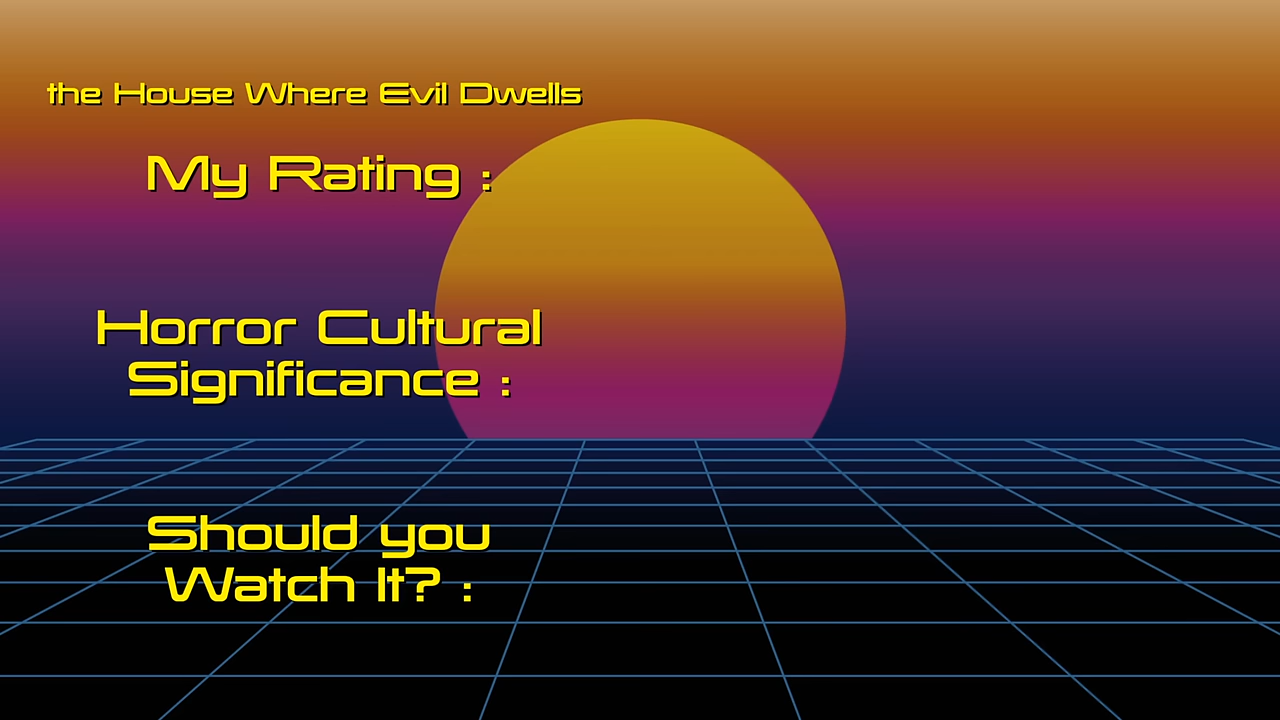 the House Where Evil Dwells
My Rating :
Horror Cultural
Significance :
Should you
Watch It? :